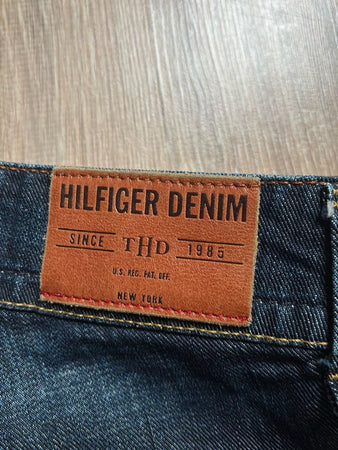 HILFIGER DENIM
SINCE THD 1985
U.S. REG. PAT. OFF.
NEW YORK